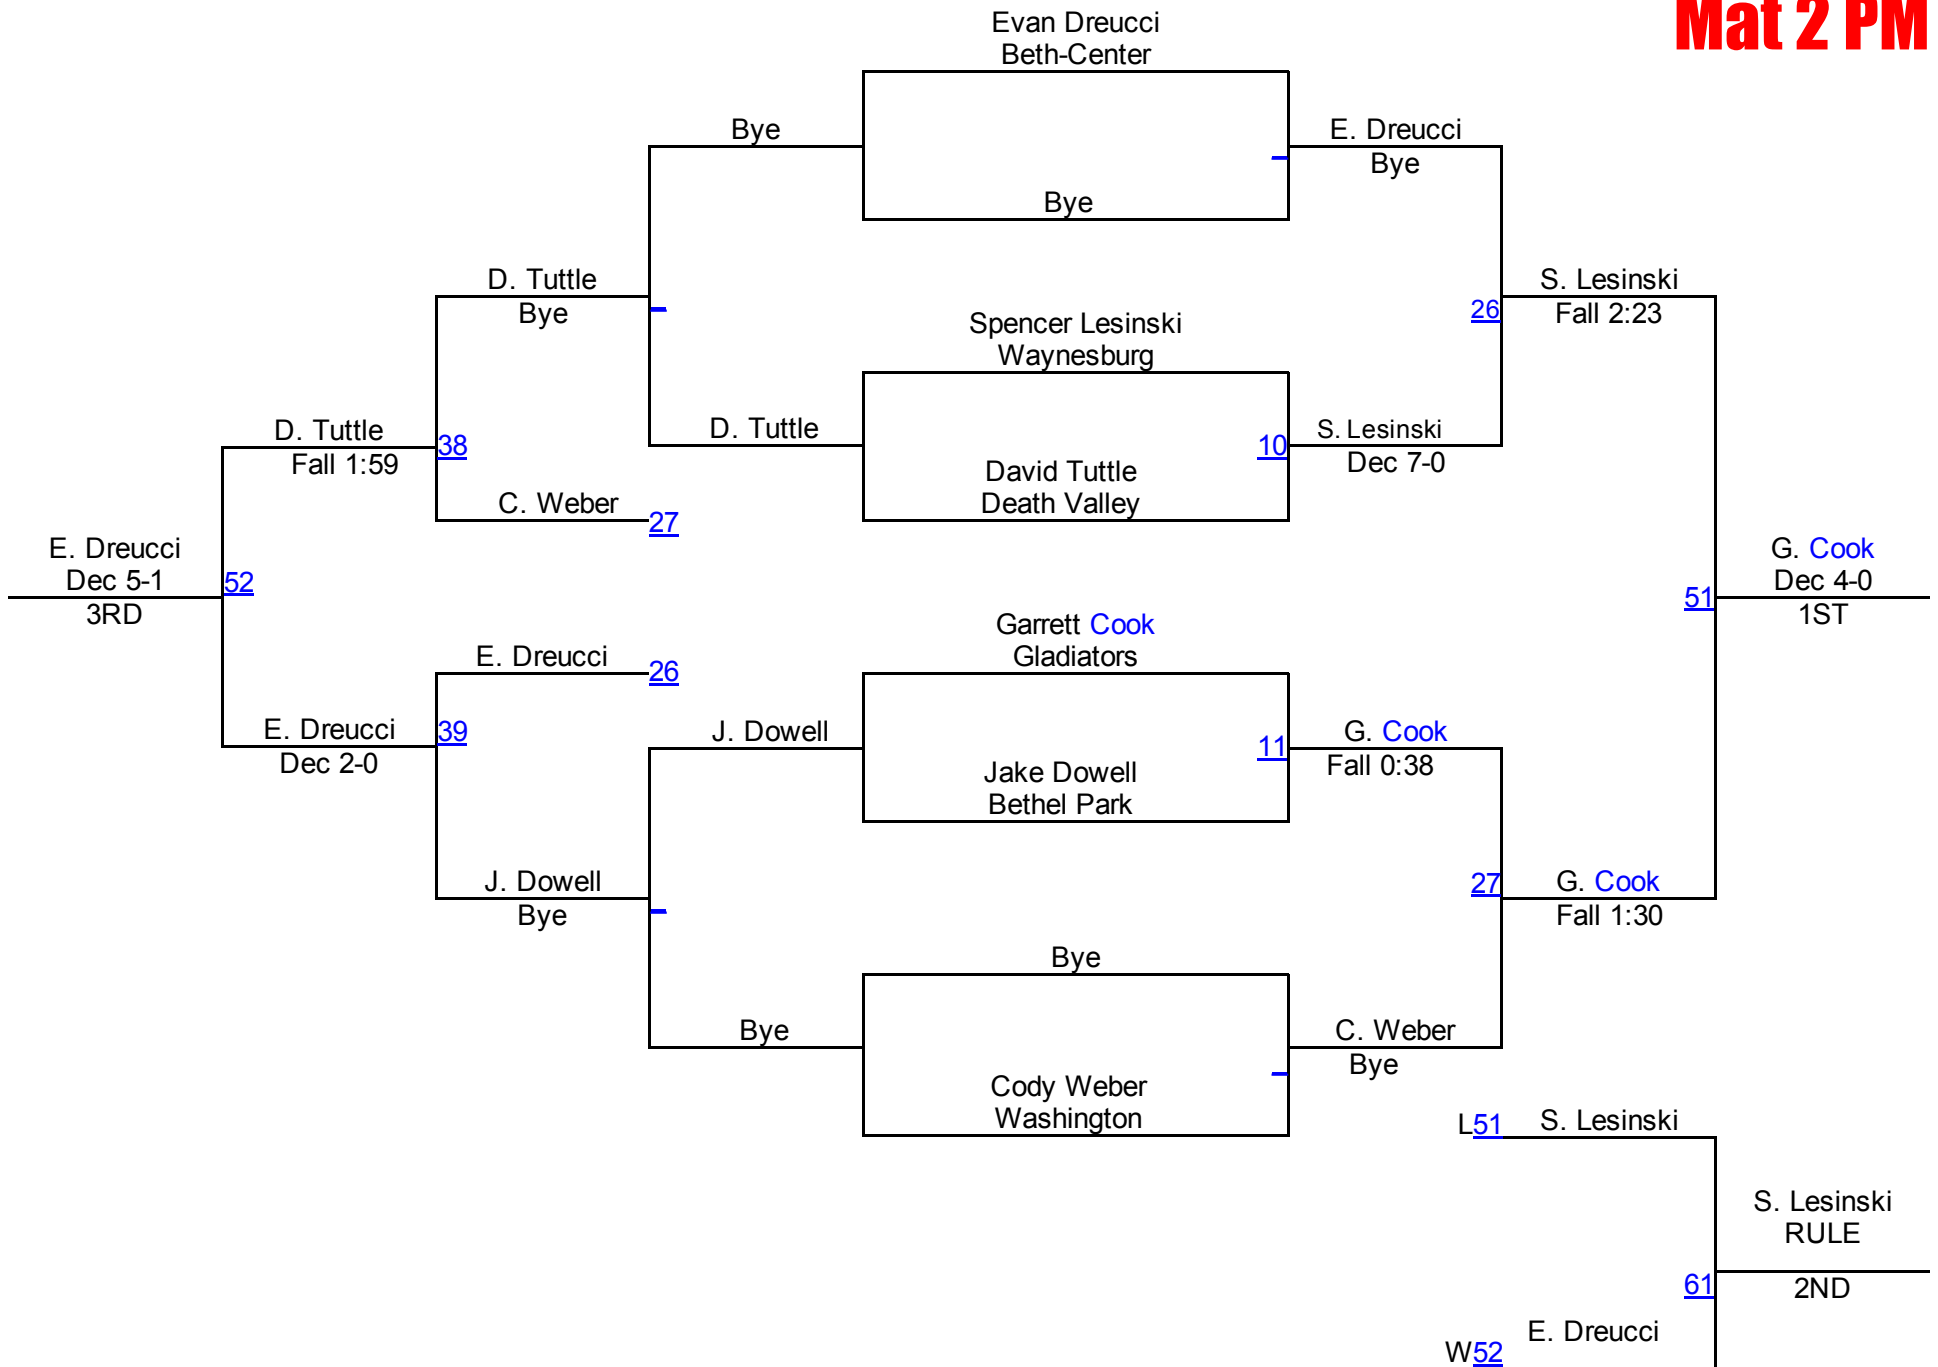 Mat 2 PM
Evan Dreucci
Beth-Center
Bye
E. Dreucci
Bye
Bye
D. Tuttle
Bye
S. Lesinski
Fall 2:23
26
Spencer Lesinski
Waynesburg
D. Tuttle
Fall 1:59
38
D. Tuttle
10
S. Lesinski
Dec 7-0
David Tuttle
Death Valley
C. Weber
27
E. Dreucci
Dec 5-1
3RD
52
G. Cook
Dec 4-0
1ST
51
Garrett Cook
Gladiators
E. Dreucci
26
E. Dreucci
Dec 2-0
39
J. Dowell
11
G. Cook
Fall 0:38
Jake Dowell
Bethel Park
J. Dowell
Bye
27
G. Cook
Fall 1:30
Bye
Bye
C. Weber
Bye
Cody Weber
Washington
L51
S. Lesinski
S. Lesinski
RULE
2ND
61
E. Dreucci
W52